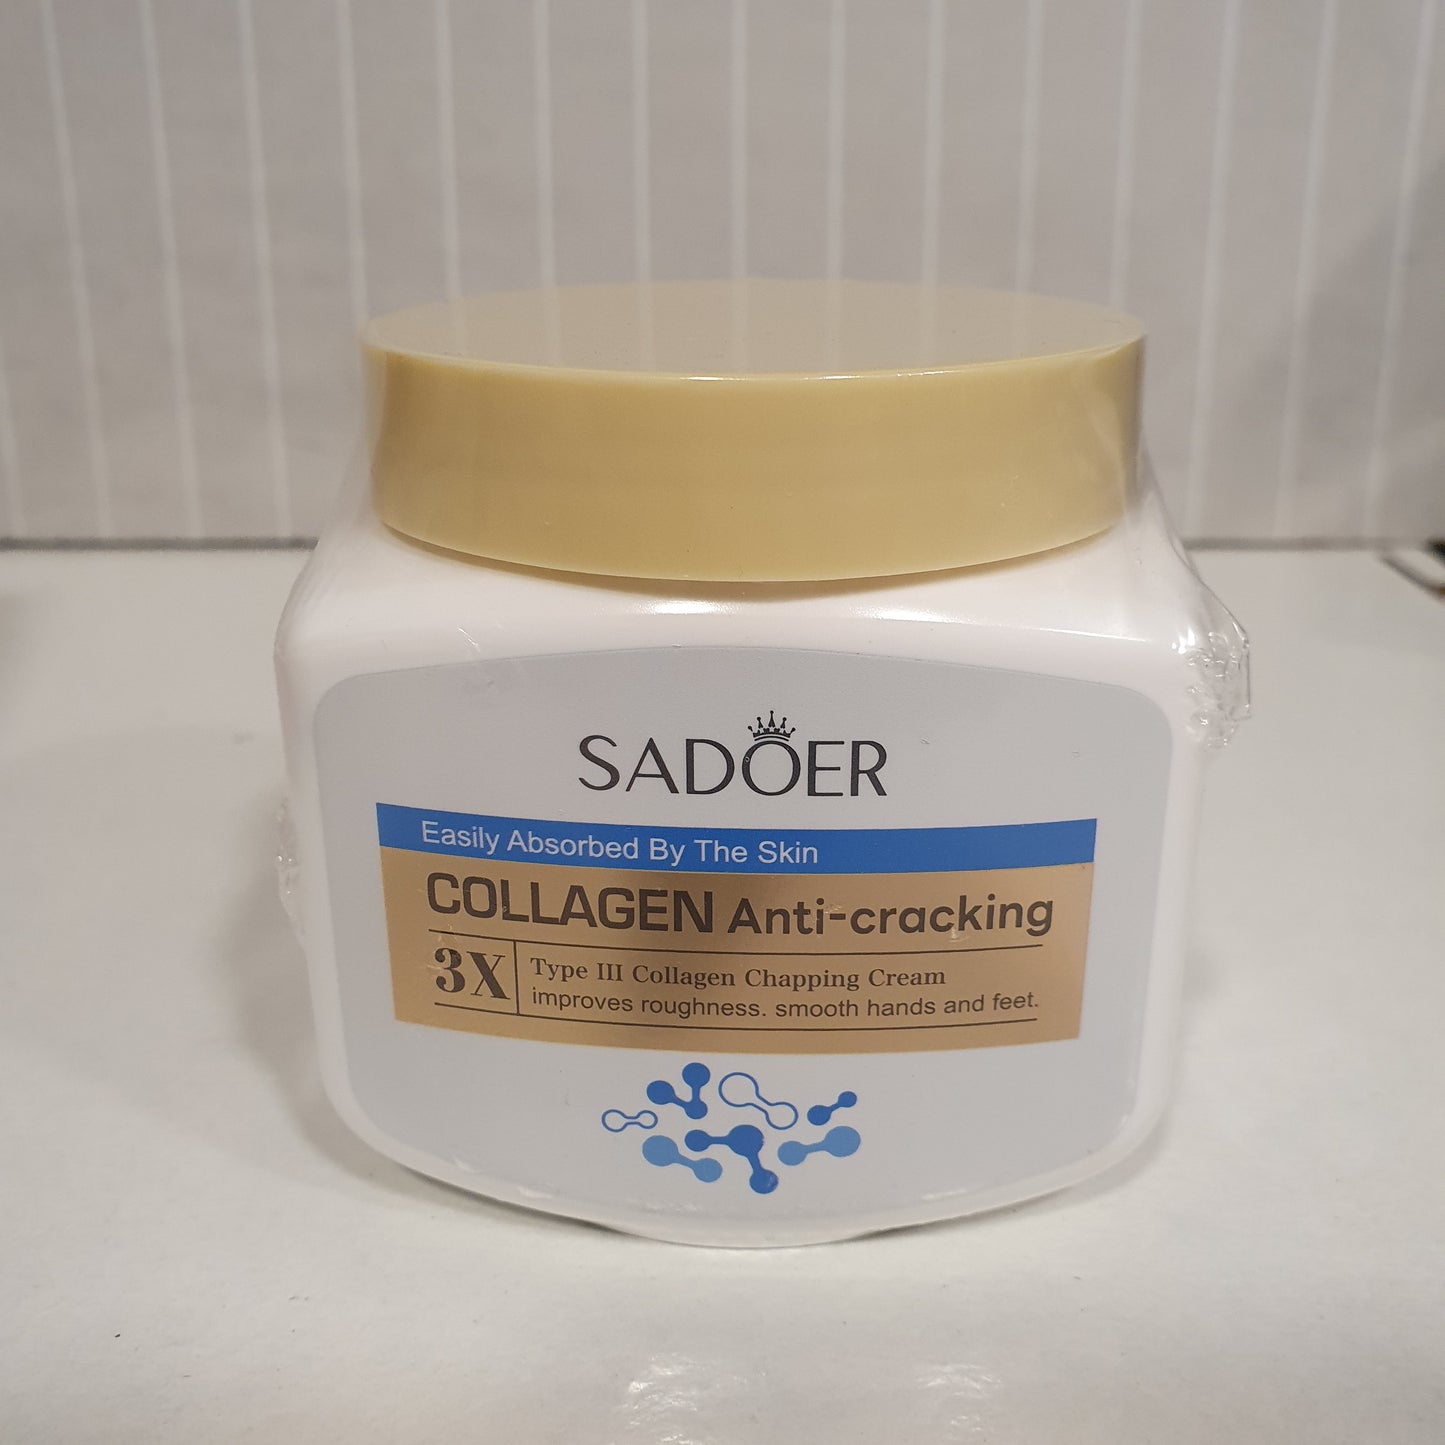 SADOER
Easily Absorbed By The Skin
COLLAGEN Anti-cracking
3X
Type III Collagen Chapping Cream
improves roughness. smooth hands and feet.